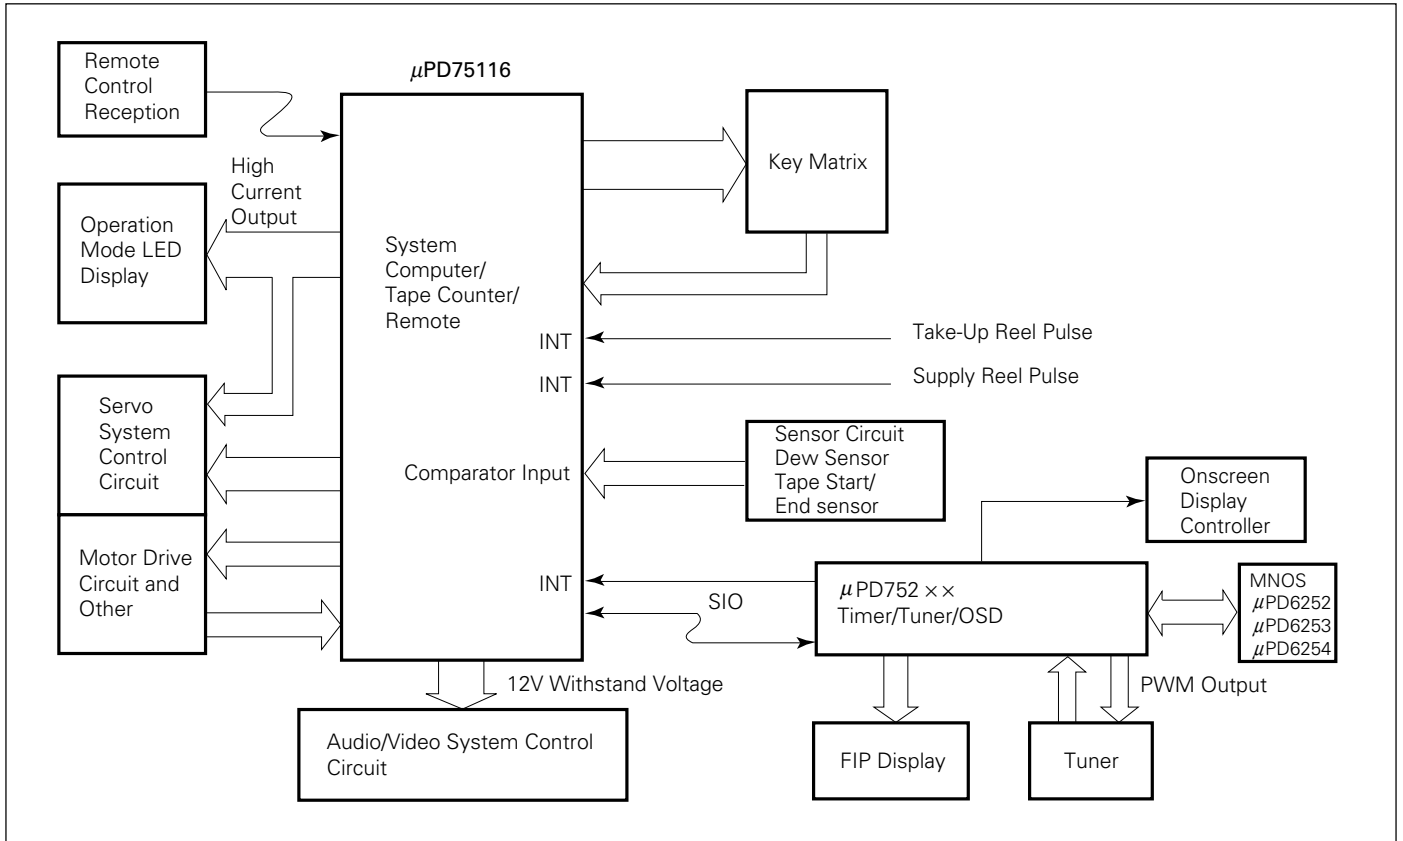 Remote
Control
Reception
μPD75116
High
Current
Output
Operation
Mode LED
Display
System
Computer/
Tape Counter/
Remote
Key Matrix
INT
Take-Up Reel Pulse
INT
Supply Reel Pulse
Servo
System
Control
Circuit
Comparator Input
Sensor Circuit
Dew Sensor
Tape Start/
End sensor
Onscreen
Display
Controller
Motor Drive
Circuit and
Other
INT
SIO
μPD752××
Timer/Tuner/OSD
MNOS
μPD6252
μPD6253
μPD6254
12V Withstand Voltage
PWM Output
Audio/Video System Control
Circuit
FIP Display
Tuner